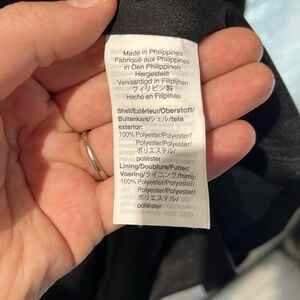 Made in Philippines
Fabriqué aux Philippines
in Den Philippinen
Hergestellt
Vervaardigd in Filipijnen
フィリピン製
Hecho en Filipinas
Shell/Extérieur/Oberstoff/
Buitenkant/シェル/tela
exterior:
100% Polyester/Polyester/
Polyester/Polyester/
ポリエステル/
poliéster
Lining/Doublure/Futter/
Voering/ライニング/forro:
100% Polyester/Polyester/
Polyester/Polyester/
ポリエステル/
poliéster